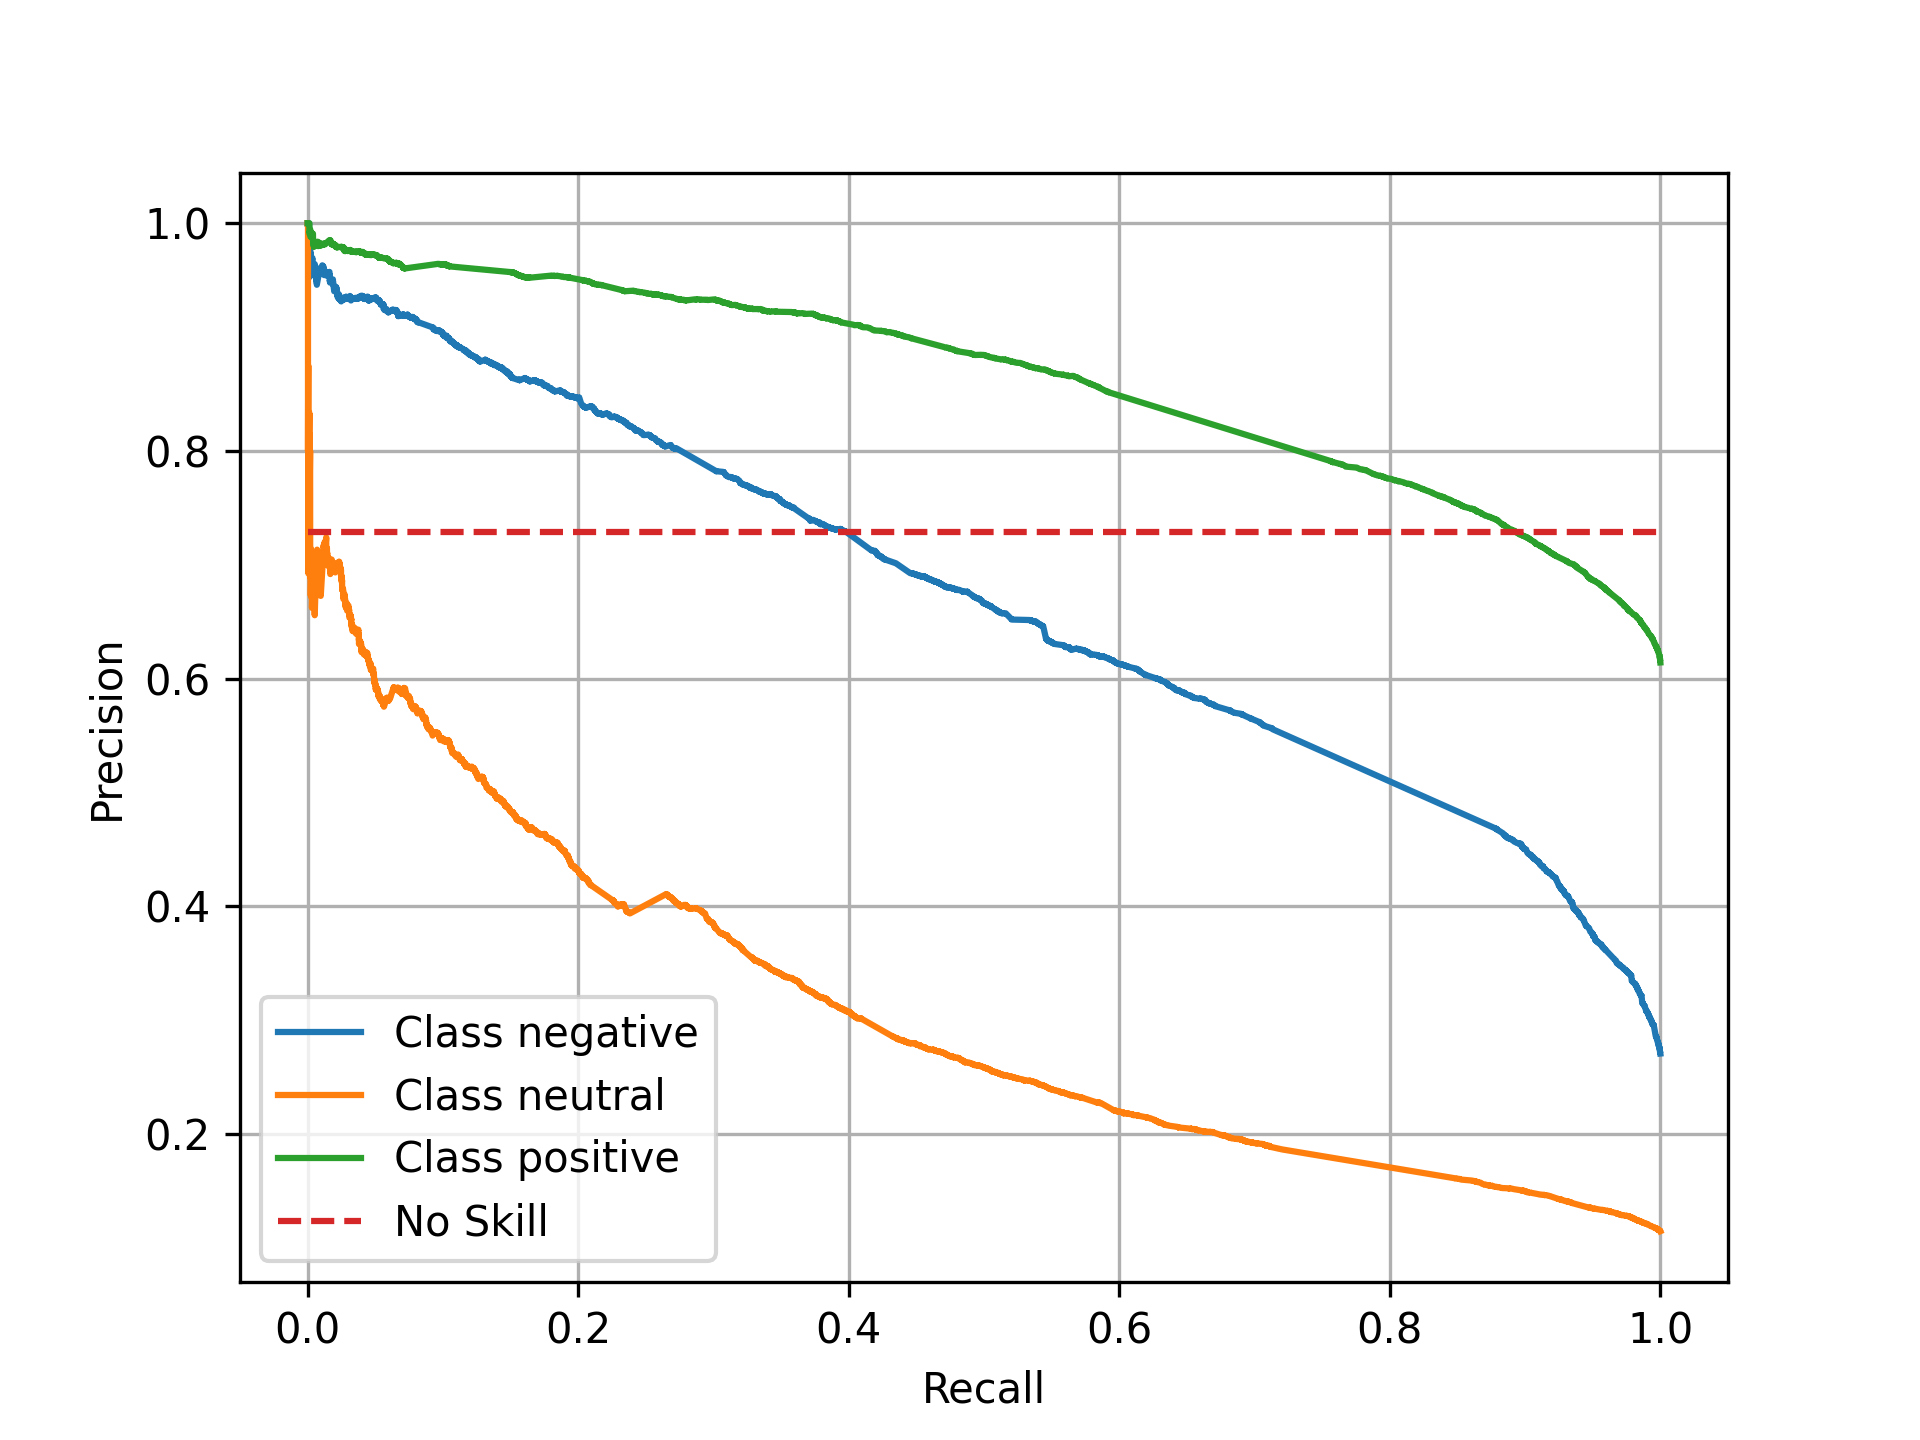 1.0
0.8
0.6
0.4
0.2
Precision
Class negative
Class neutral
Class positive
No Skill
0.0 0.2 0.4 0.6 0.8 1.0
Recall